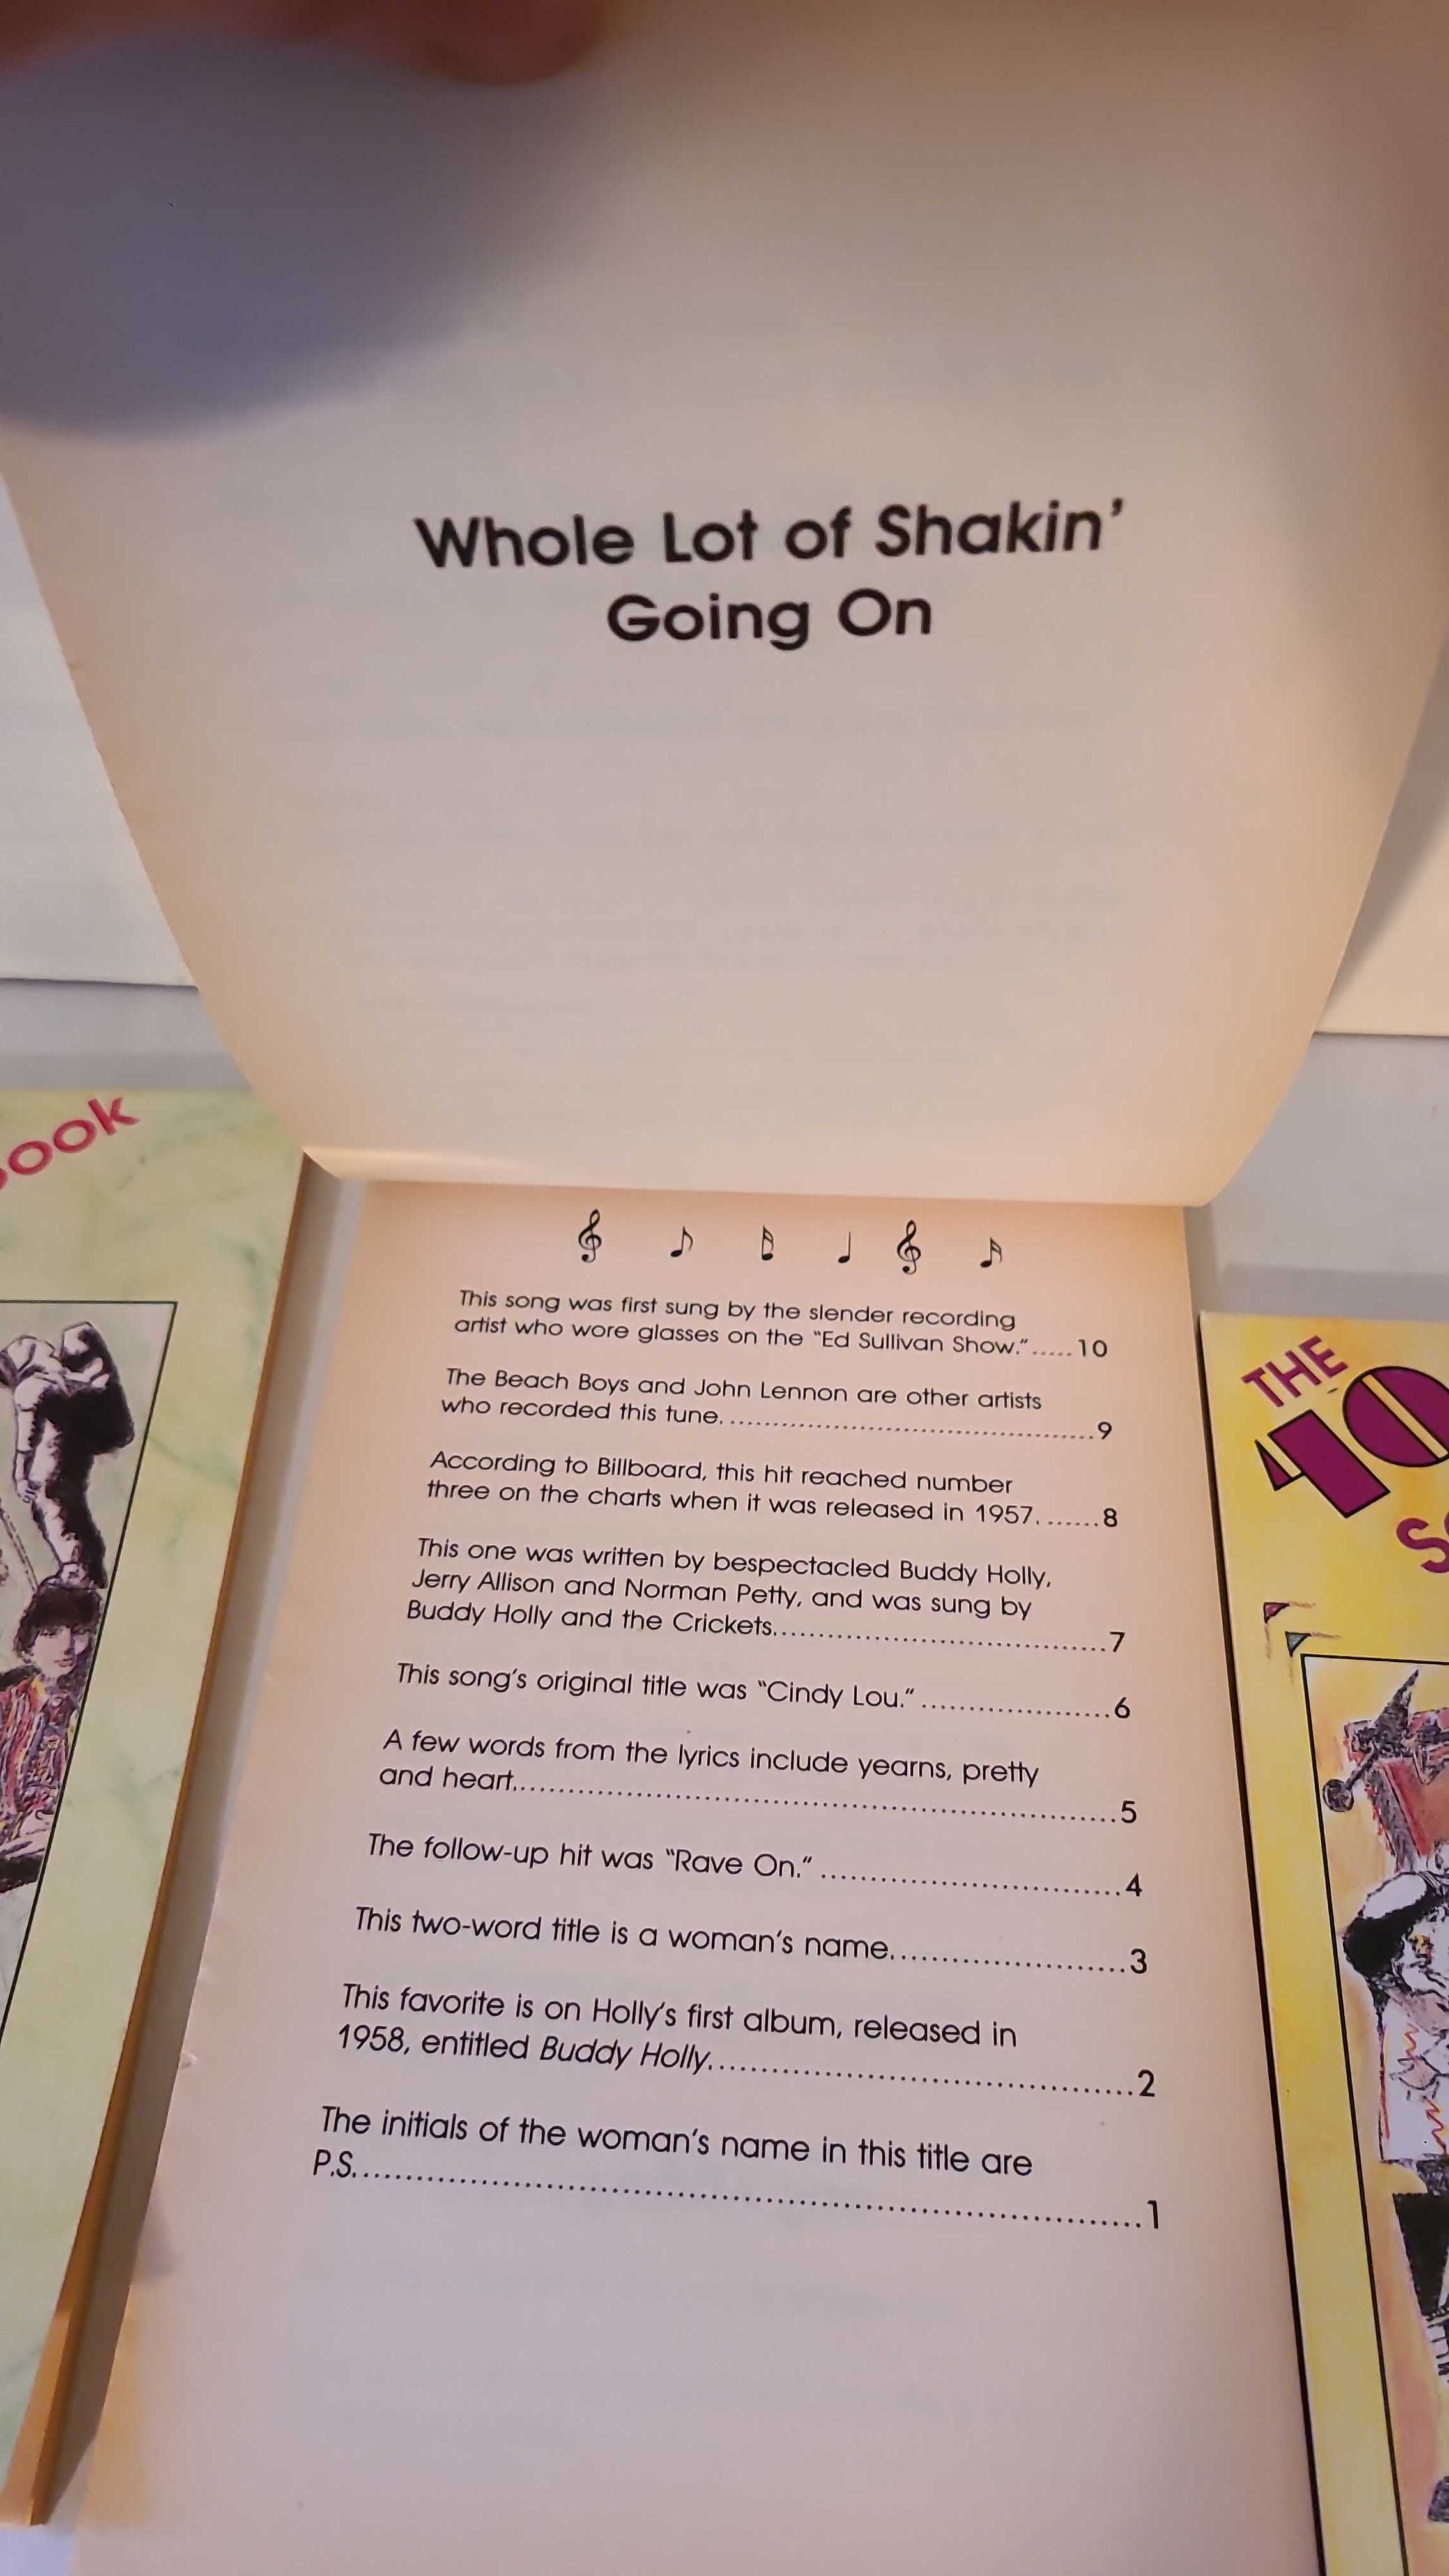 Whole Lot of Shakin'
Going On
This song was first sung by the slender recording
artist who wore glasses on the "Ed Sullivan Show.".....10
The Beach Boys and John Lennon are other artists
who recorded this tune.......................................9
According to Billboard, this hit reached number
three on the charts when it was released in 1957. .......8
This one was written by bespectacled Buddy Holly,
Jerry Allison and Norman Petty, and was sung by
Buddy Holly and the Crickets...................................7
This song's original title was "Cindy Lou." ....................6
A few words from the lyrics include yearns, pretty
and heart...............................................................5
The follow-up hit was "Rave On." ................................4
This two-word title is a woman's name.........................3
This favorite is on Holly's first album, released in
1958, entitled Buddy Holly.............................................2
The initials of the woman's name in this title are
P.S....................................................................................1
OOK
THE
'10